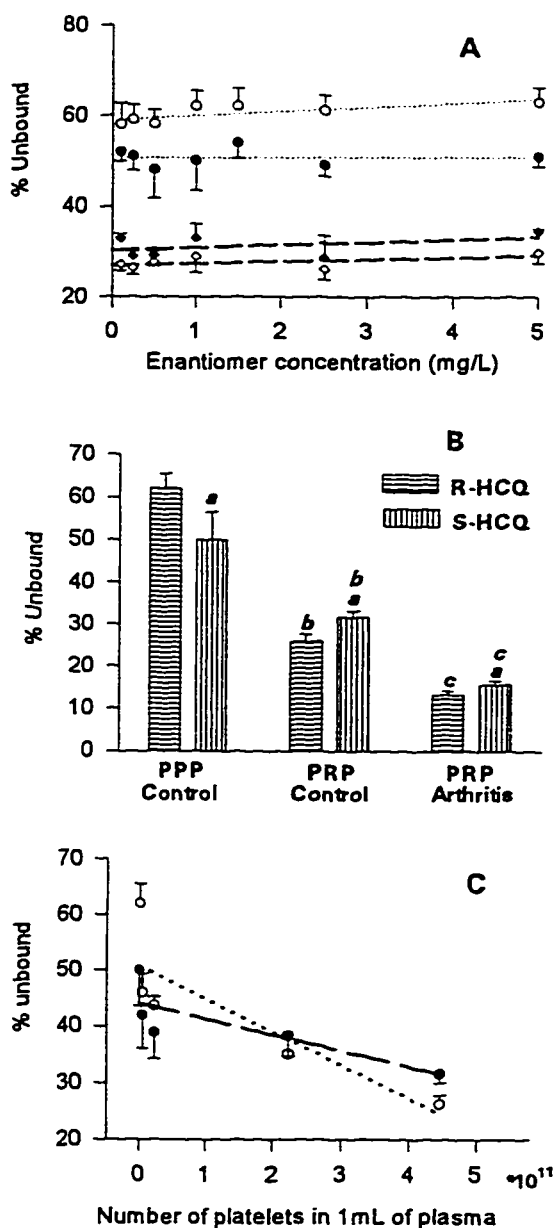 A
80
60
40
20
% Unbound
0 1 2 3 4 5
Enantiomer concentration (mg/L)
B
70
60
50
40
30
20
10
0
% Unbound
R-HCQ
S-HCQ
a
b
b
a
c
c
a
PPP PRP PRP
Control Control Arthritis
C
70
60
50
40
30
20
% unbound
0 1 2 3 4 5 *10¹¹
Number of platelets in 1mL of plasma